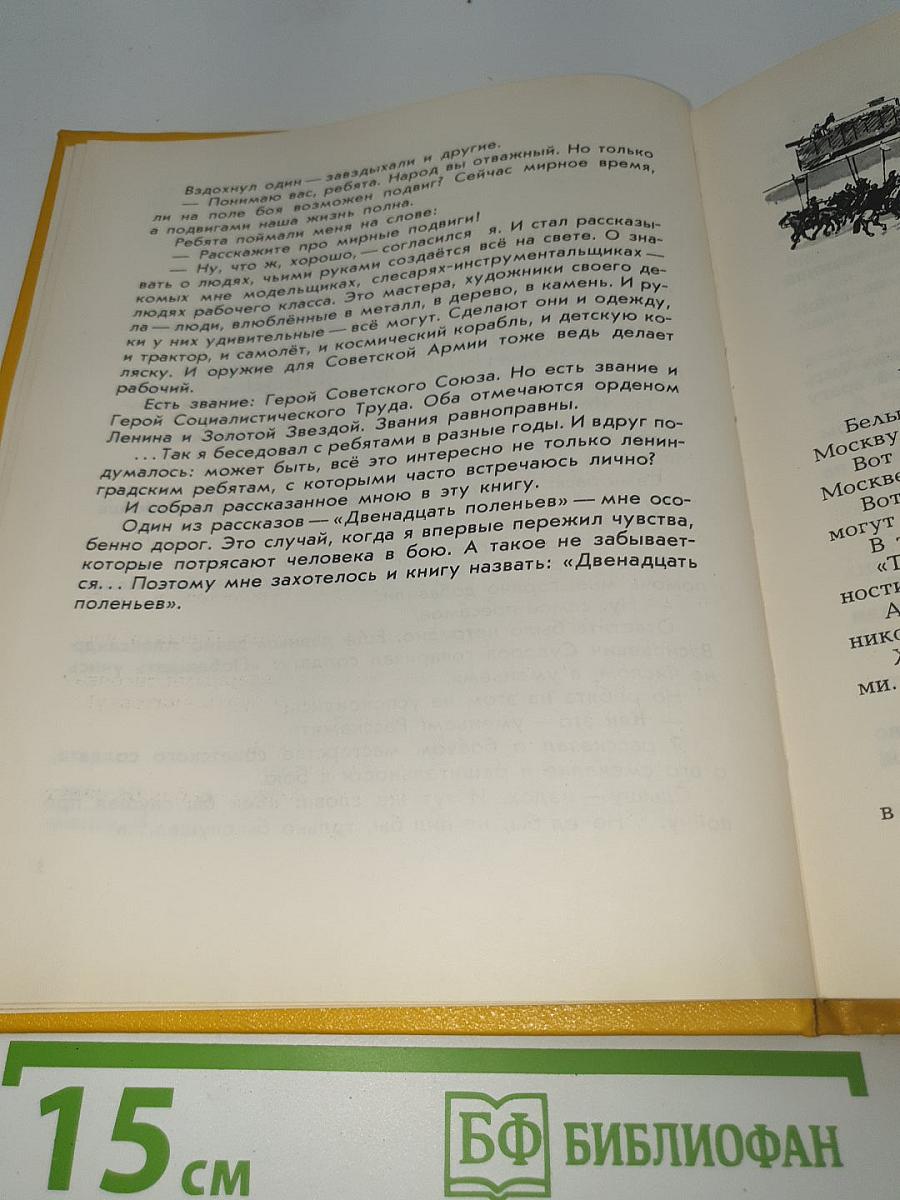 Вздохнул один — завздыхали и другие.
— Понимаю вас, ребята. Народ вы отважный. Но только
ли на поле боя возможен подвиг? Сейчас мирное время,
а подвигами наша жизнь полна.
Ребята поймали меня на слове:
— Расскажите про мирные подвиги!
— Ну, что ж, хорошо, — согласился я. И стал рассказы-
вать о людях, чьими руками создаётся всё на свете. О зна-
комых мне модельщиках, слесарях-инструментальщиках —
людях рабочего класса. Это мастера, художники своего де-
ла — люди, влюблённые в металл, в дерево, в камень. И ру-
ки у них удивительные — всё могут. Сделают они и одежду,
и трактор, и самолёт, и космический корабль, и детскую ко-
ляску. И оружие для Советской Армии тоже ведь делает
рабочий.
Есть звание: Герой Советского Союза. Но есть звание и
Герой Социалистического Труда. Оба отмечаются орденом
Ленина и Золотой Звездой. Звания равноправны.
...Так я беседовал с ребятами в разные годы. И вдруг по-
думалось: может быть, всё это интересно не только ленин-
градским ребятам, с которыми часто встречаюсь лично?
И собрал рассказанное мною в эту книгу.
Один из рассказов — «Двенадцать поленьев» — мне осо-
бенно дорог. Это случай, когда я впервые пережил чувства,
которые потрясают человека в бою. А такое не забывает-
ся... Поэтому мне захотелось и книгу назвать: «Двенадцать
поленьев».
Белы
Москву
Вот
Москве
Вот
могут
В
«Т
ности
А
нико
Х
ми.
в
15 см
БФ БИБЛИОФАН